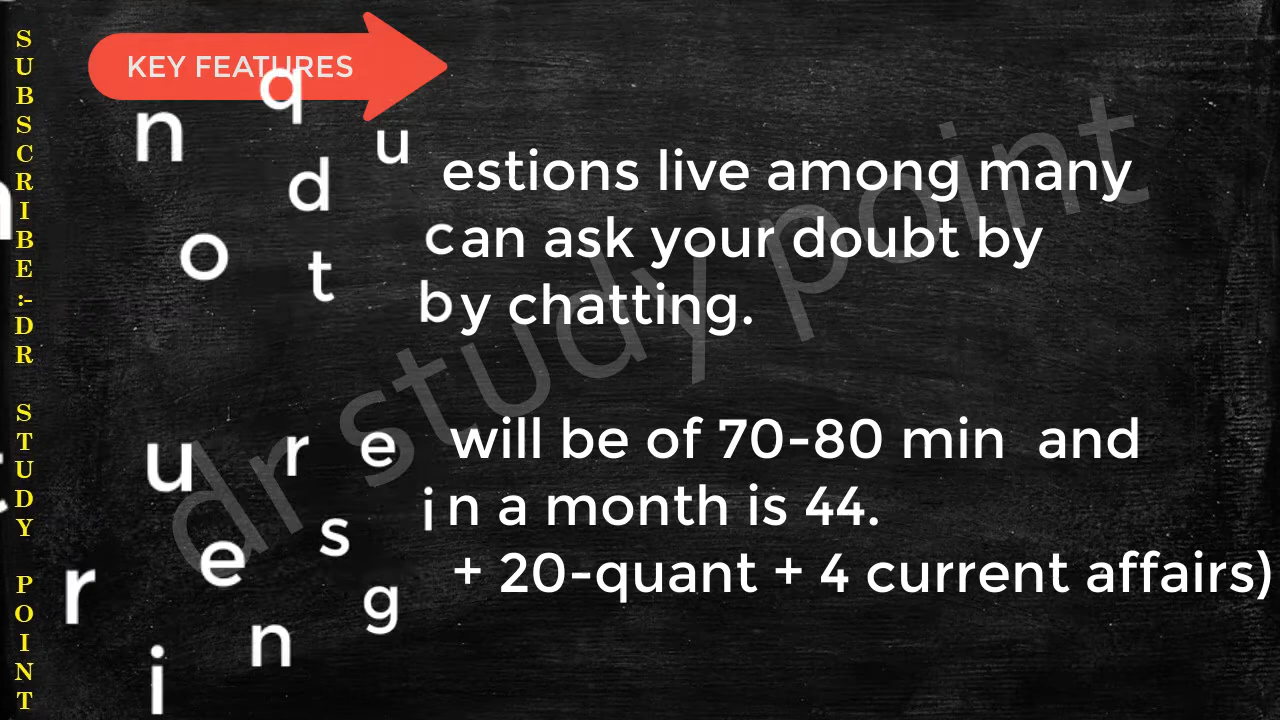 KEY FEATURES
questions live among many
can ask your doubt by
by chatting.
will be of 70-80 min and
in a month is 44.
+ 20-quant + 4 current affairs)
SUBSCRIBE :-DR STUDY POINT
dr study point